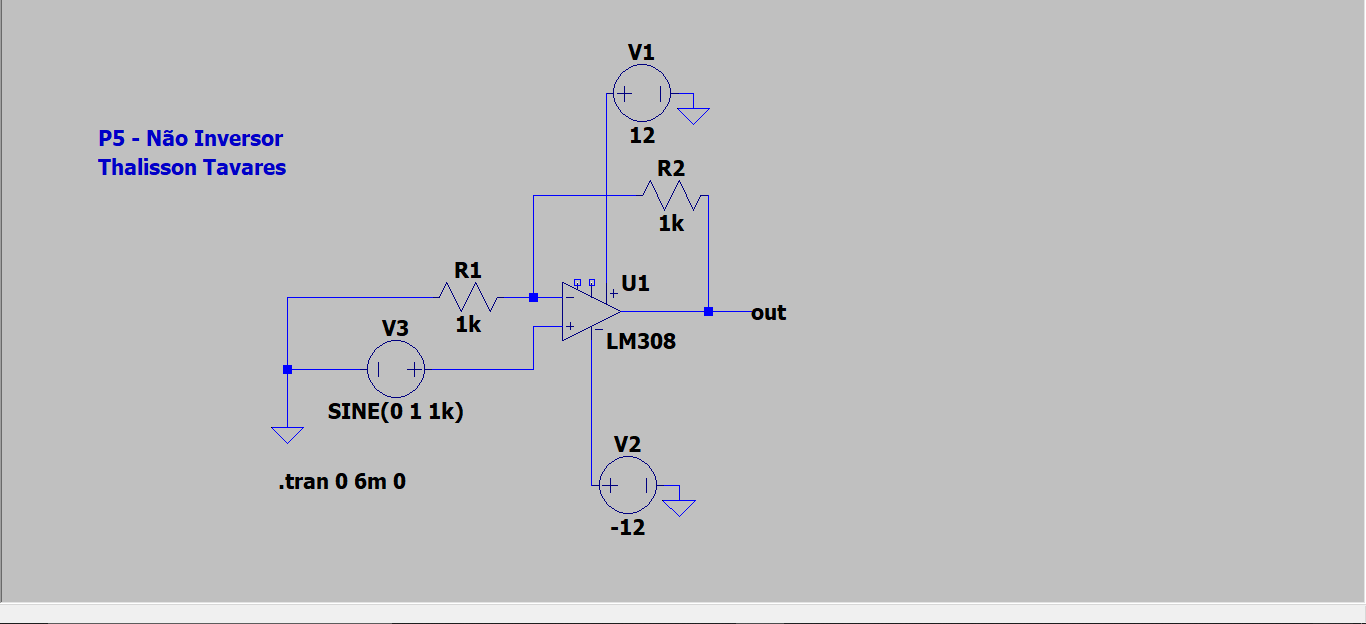 V1
12
P5 - Não Inversor
Thalisson Tavares
R2
1k
R1
1k
U1
LM308
out
V3
SINE(0 1 1k)
V2
-12
.tran 0 6m 0